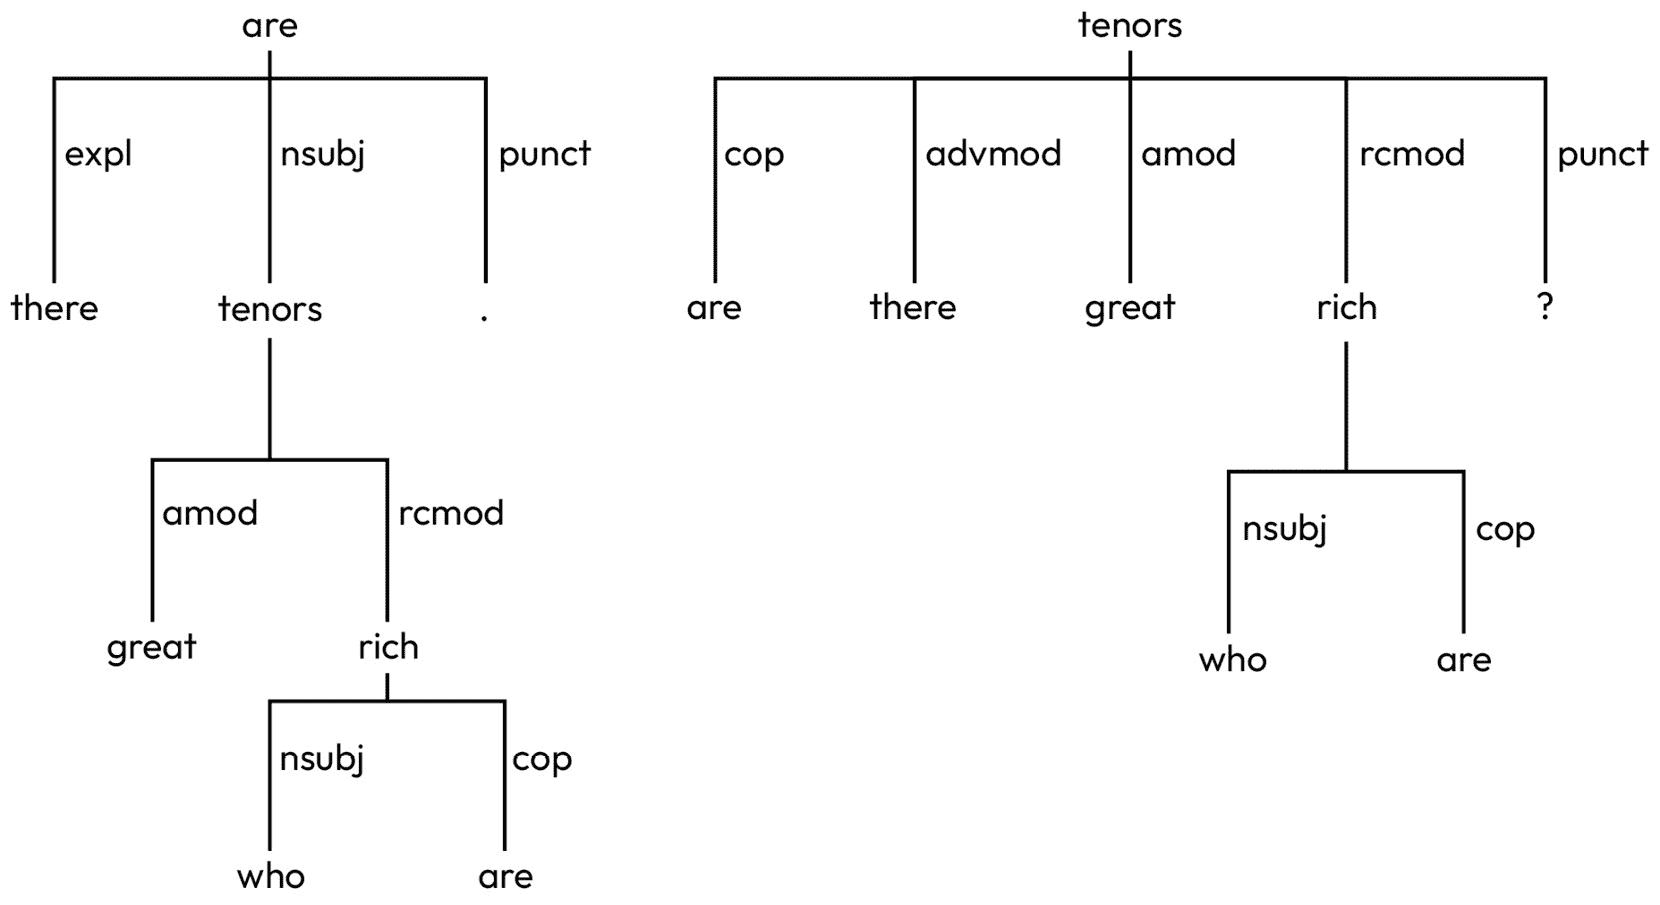 are tenors
expl nsubj punct cop advmod amod rcmod punct
there tenors . are there great rich ?
amod rcmod nsubj cop
great rich who are
nsubj cop
who are